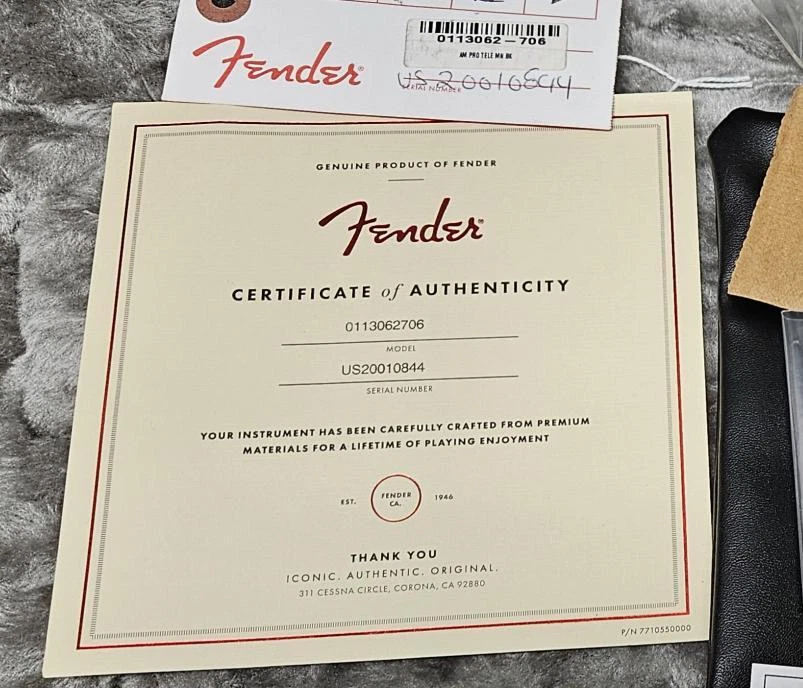 0113062-706
AM PRO TELE MN BK
Fender
US20010844
SERIAL NUMBER
GENUINE PRODUCT OF FENDER
Fender
CERTIFICATE of AUTHENTICITY
0113062706
MODEL
US20010844
SERIAL NUMBER
YOUR INSTRUMENT HAS BEEN CAREFULLY CRAFTED FROM PREMIUM
MATERIALS FOR A LIFETIME OF PLAYING ENJOYMENT
EST. FENDER CA. 1946
THANK YOU
ICONIC. AUTHENTIC. ORIGINAL.
311 CESSNA CIRCLE, CORONA, CA 92880
P/N 7710550000